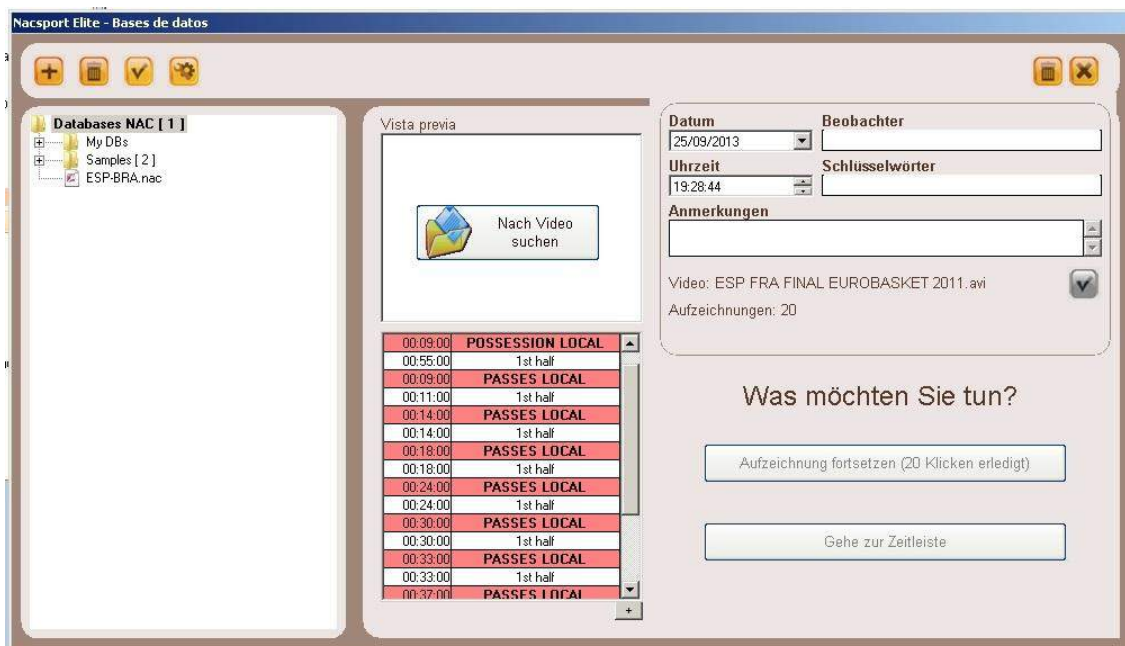 Nacsport Elite - Bases de datos
Databases NAC [ 1 ]
My DBs
Samples [ 2 ]
ESP-BRA.nac
Vista previa
Nach Video
suchen
00:09:00 POSSESSION LOCAL
00:55:00 1st half
00:09:00 PASSES LOCAL
00:11:00 1st half
00:14:00 PASSES LOCAL
00:14:00 1st half
00:18:00 PASSES LOCAL
00:18:00 1st half
00:24:00 PASSES LOCAL
00:24:00 1st half
00:30:00 PASSES LOCAL
00:30:00 1st half
00:33:00 PASSES LOCAL
00:33:00 1st half
00:37:00 PASSES LOCAL
+
Datum Beobachter
25/09/2013
Uhrzeit Schlüsselwörter
19:28:44
Anmerkungen
Video: ESP FRA FINAL EUROBASKET 2011.avi
Aufzeichnungen: 20
Was möchten Sie tun?
Aufzeichnung fortsetzen (20 Klicken erledigt)
Gehe zur Zeitleiste